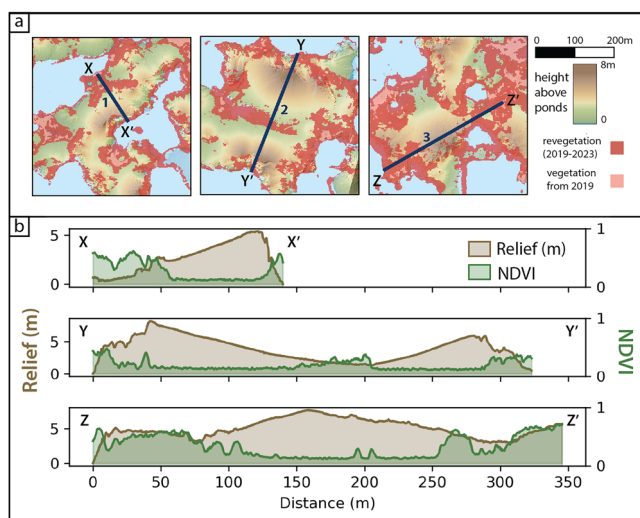 a
X
1
X'
Y
2
Y'
Z
3
Z'
0 100 200m
height
above
ponds
8m
0
revegetation
(2019-2023)
vegetation
from 2019
b
Relief (m)
NDVI
X
X'
5
0
1
0
Relief (m)
NDVI
Y
Y'
5
0
1
0
Z
Z'
5
0
1
0
0 50 100 150 200 250 300 350
Distance (m)